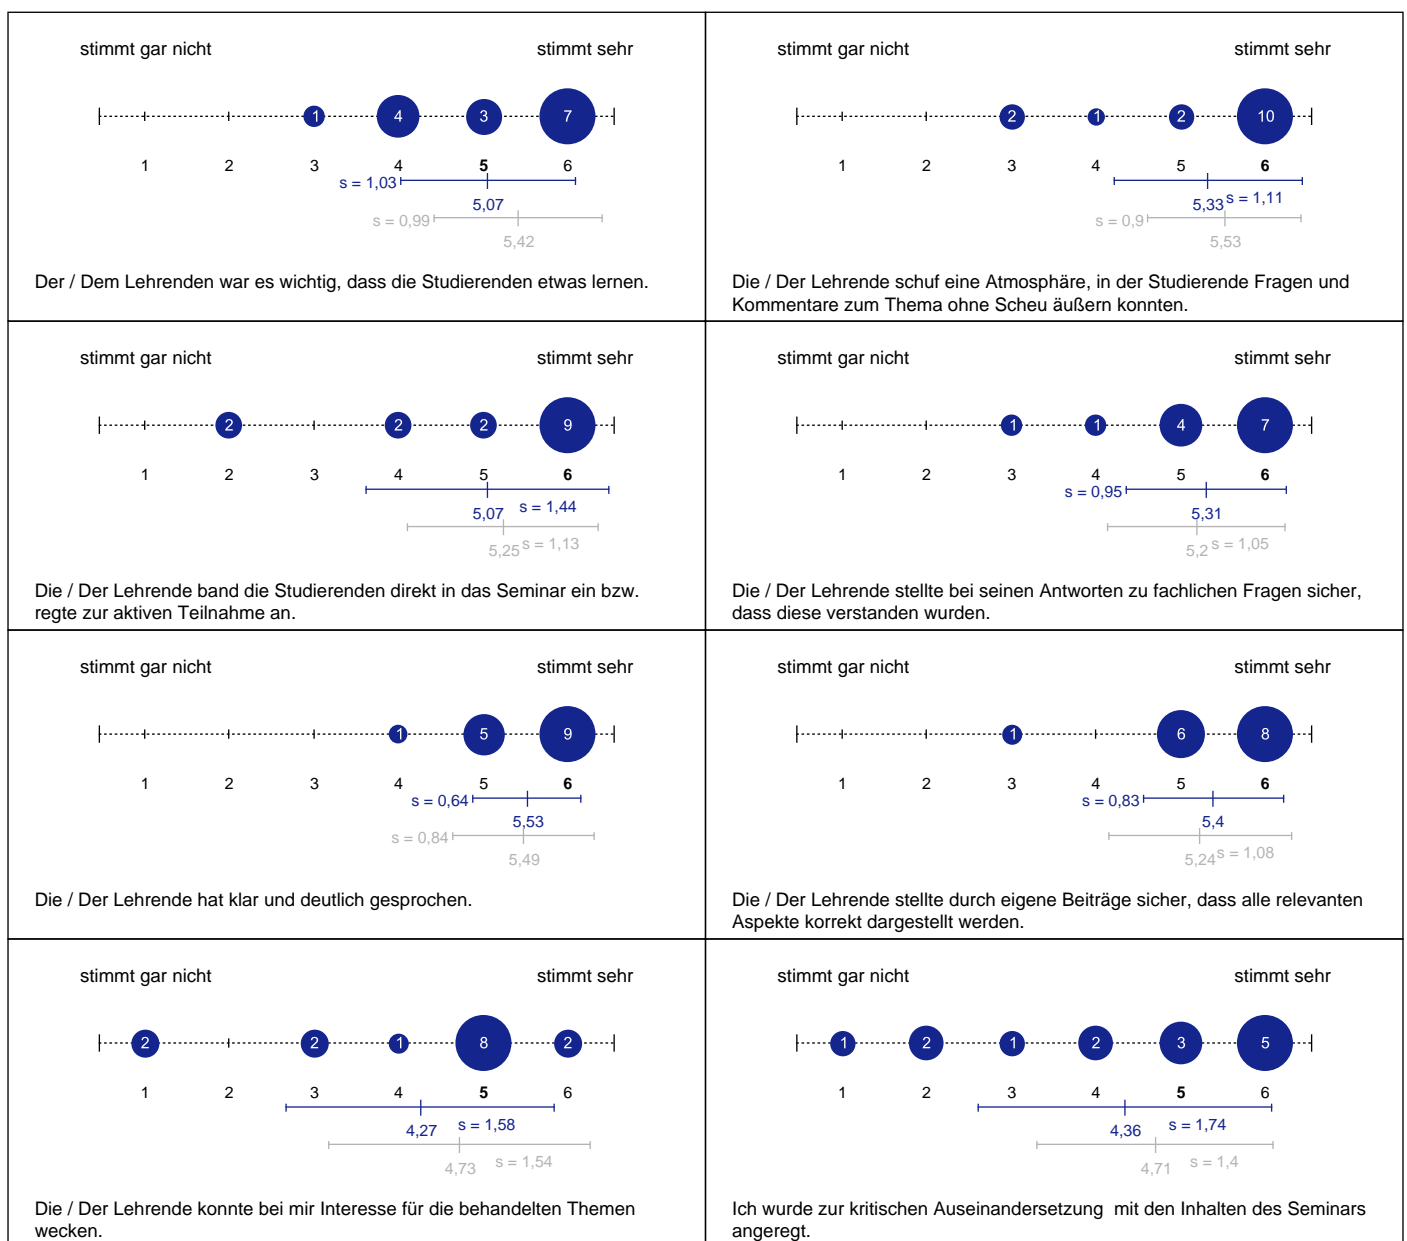 stimmt gar nicht stimmt sehr
1 4 3 7
1 2 3 4 5 6
s = 1,03
5,07
s = 0,99
5,42
Der / Dem Lehrenden war es wichtig, dass die Studierenden etwas lernen.
stimmt gar nicht stimmt sehr
2 1 2 10
1 2 3 4 5 6
5,33 s = 1,11
s = 0,9
5,53
Die / Der Lehrende schuf eine Atmosphäre, in der Studierende Fragen und
Kommentare zum Thema ohne Scheu äußern konnten.
stimmt gar nicht stimmt sehr
2 2 2 9
1 2 3 4 5 6
5,07 s = 1,44
5,25 s = 1,13
Die / Der Lehrende band die Studierenden direkt in das Seminar ein bzw.
regte zur aktiven Teilnahme an.
stimmt gar nicht stimmt sehr
1 1 4 7
1 2 3 4 5 6
s = 0,95
5,31
5,2 s = 1,05
Die / Der Lehrende stellte bei seinen Antworten zu fachlichen Fragen sicher,
dass diese verstanden wurden.
stimmt gar nicht stimmt sehr
1 5 9
1 2 3 4 5 6
s = 0,64
5,53
s = 0,84
5,49
Die / Der Lehrende hat klar und deutlich gesprochen.
stimmt gar nicht stimmt sehr
1 6 8
1 2 3 4 5 6
s = 0,83
5,4
5,24 s = 1,08
Die / Der Lehrende stellte durch eigene Beiträge sicher, dass alle relevanten
Aspekte korrekt dargestellt werden.
stimmt gar nicht stimmt sehr
2 2 1 8 2
1 2 3 4 5 6
4,27 s = 1,58
4,73 s = 1,54
Die / Der Lehrende konnte bei mir Interesse für die behandelten Themen
wecken.
stimmt gar nicht stimmt sehr
1 2 1 2 3 5
1 2 3 4 5 6
4,36 s = 1,74
4,71 s = 1,4
Ich wurde zur kritischen Auseinandersetzung mit den Inhalten des Seminars
angeregt.